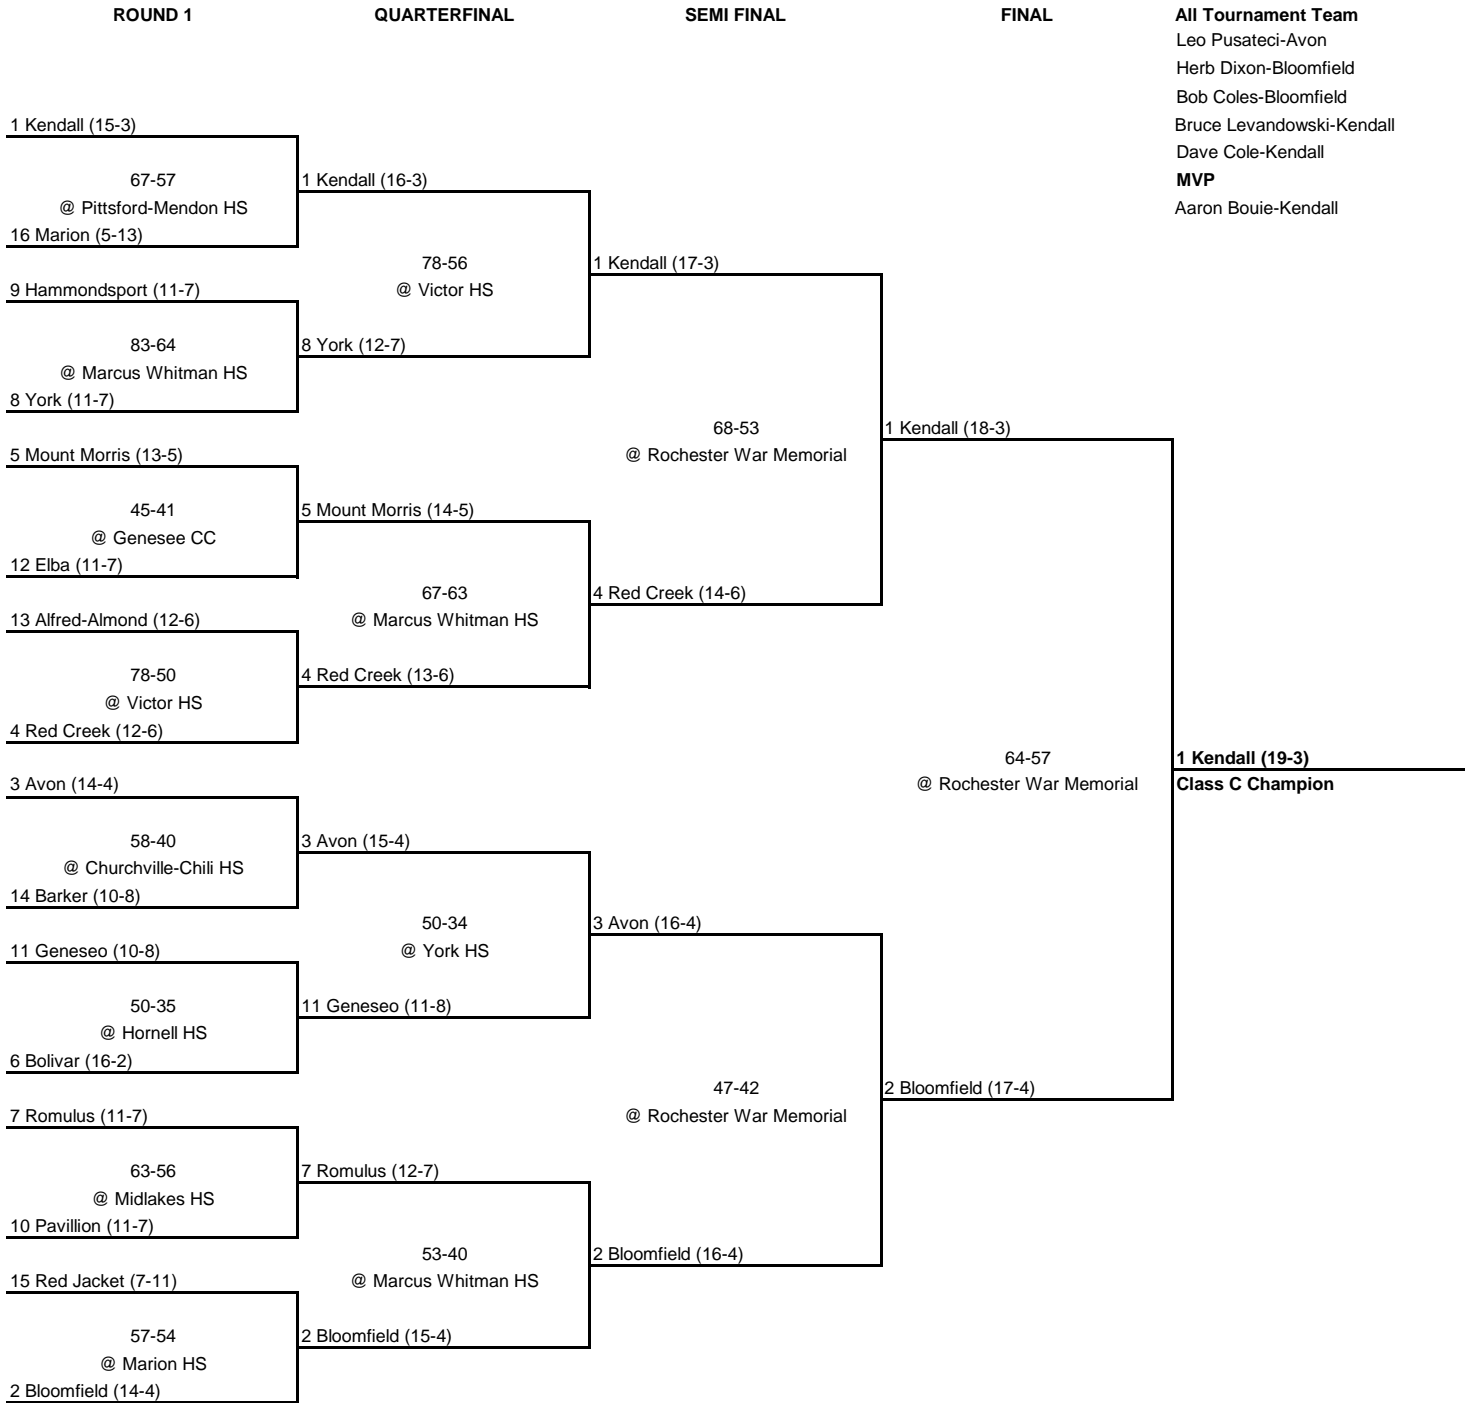 ROUND 1 QUARTERFINAL SEMI FINAL FINAL All Tournament Team
Leo Pusateci-Avon
Herb Dixon-Bloomfield
Bob Coles-Bloomfield
1 Kendall (15-3) Bruce Levandowski-Kendall
Dave Cole-Kendall
67-57 1 Kendall (16-3) MVP
@ Pittsford-Mendon HS Aaron Bouie-Kendall
16 Marion (5-13)
78-56 1 Kendall (17-3)
9 Hammondsport (11-7) @ Victor HS
83-64 8 York (12-7)
@ Marcus Whitman HS
8 York (11-7)
68-53 1 Kendall (18-3)
5 Mount Morris (13-5) @ Rochester War Memorial
45-41 5 Mount Morris (14-5)
@ Genesee CC
12 Elba (11-7)
67-63 4 Red Creek (14-6)
13 Alfred-Almond (12-6) @ Marcus Whitman HS
78-50 4 Red Creek (13-6)
@ Victor HS
4 Red Creek (12-6)
64-57 1 Kendall (19-3)
3 Avon (14-4) @ Rochester War Memorial Class C Champion
58-40 3 Avon (15-4)
@ Churchville-Chili HS
14 Barker (10-8)
50-34 3 Avon (16-4)
11 Geneseo (10-8) @ York HS
50-35 11 Geneseo (11-8)
@ Hornell HS
6 Bolivar (16-2)
47-42 2 Bloomfield (17-4)
7 Romulus (11-7) @ Rochester War Memorial
63-56 7 Romulus (12-7)
@ Midlakes HS
10 Pavillion (11-7)
53-40 2 Bloomfield (16-4)
15 Red Jacket (7-11) @ Marcus Whitman HS
57-54 2 Bloomfield (15-4)
@ Marion HS
2 Bloomfield (14-4)